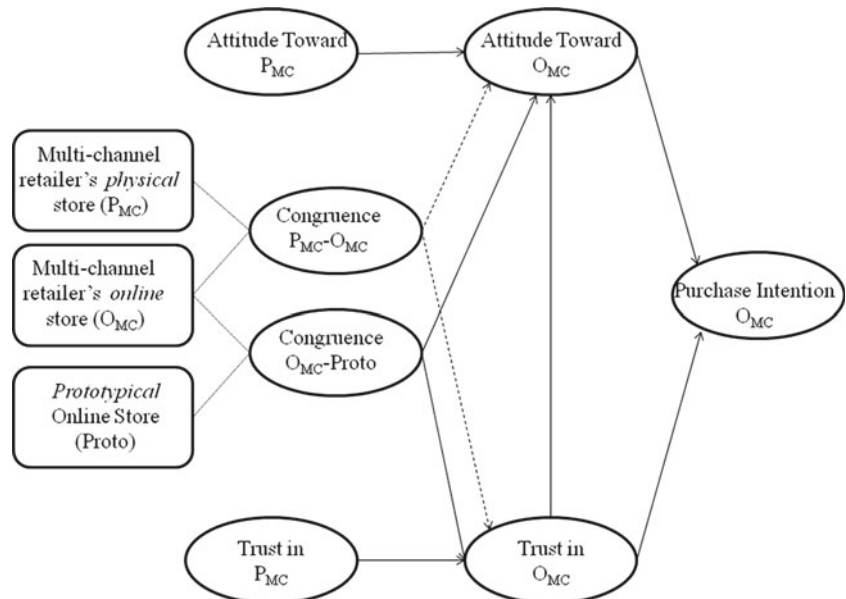 Attitude Toward
P_MC
Attitude Toward
O_MC
Multi-channel
retailer's physical
store (P_MC)
Congruence
P_MC-O_MC
Multi-channel
retailer's online
store (O_MC)
Purchase Intention
O_MC
Congruence
O_MC-Proto
Prototypical
Online Store
(Proto)
Trust in
P_MC
Trust in
O_MC